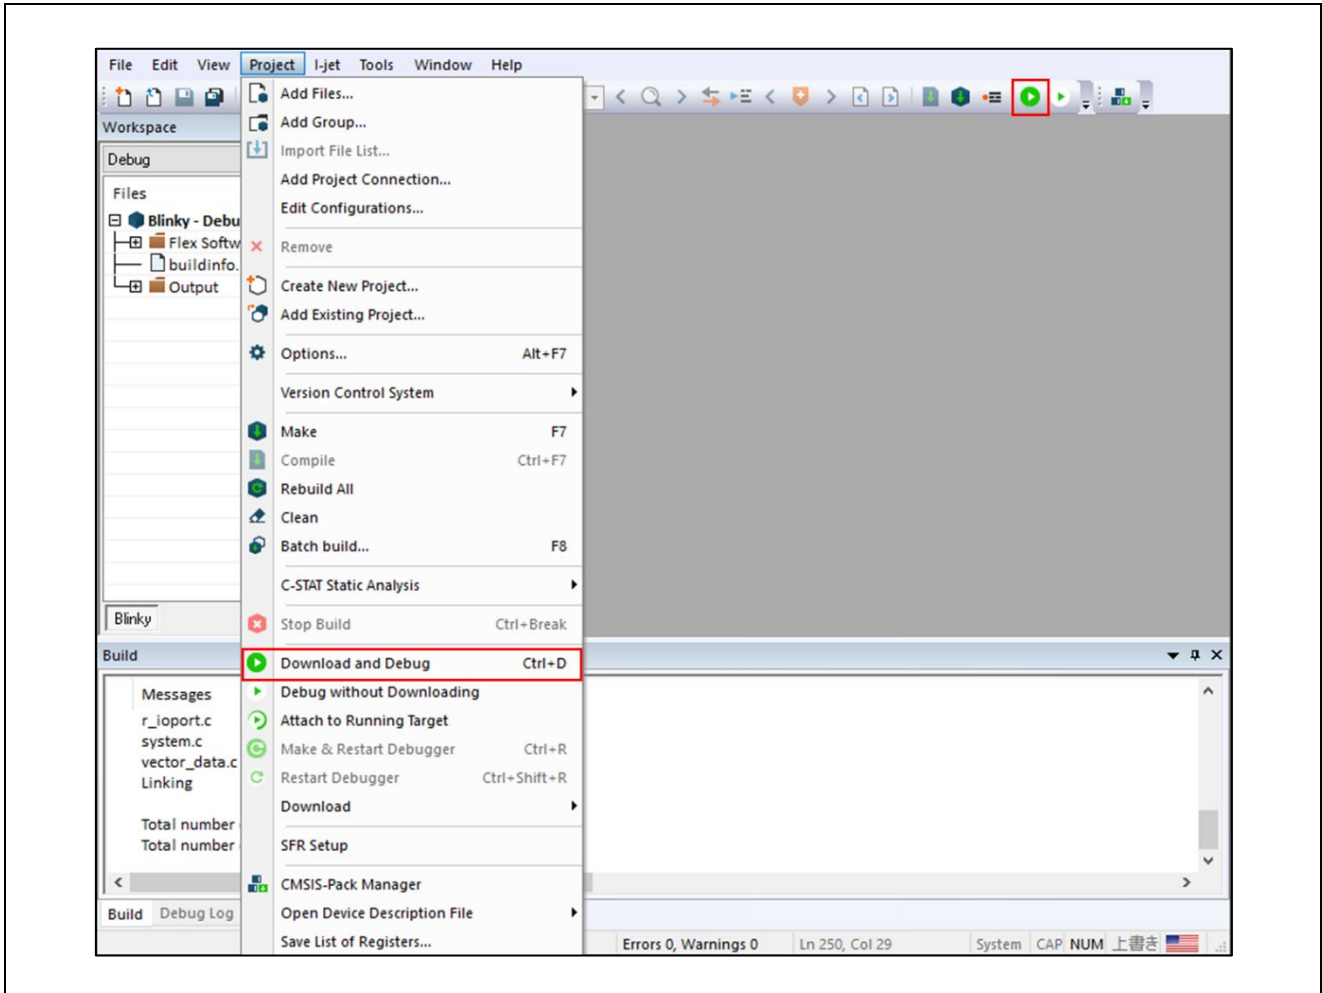 File Edit View Project I-jet Tools Window Help
Workspace
Debug
Files
Blinky - Debu
Flex Softw
buildinfo.
Output
Blinky
Add Files...
Add Group...
Import File List...
Add Project Connection...
Edit Configurations...
Remove
Create New Project...
Add Existing Project...
Options... Alt+F7
Version Control System
Make F7
Compile Ctrl+F7
Rebuild All
Clean
Batch build... F8
C-STAT Static Analysis
Stop Build Ctrl+Break
Download and Debug Ctrl+D
Debug without Downloading
Attach to Running Target
Make & Restart Debugger Ctrl+R
Restart Debugger Ctrl+Shift+R
Download
SFR Setup
CMSIS-Pack Manager
Open Device Description File
Save List of Registers...
Build
Messages
r_ioport.c
system.c
vector_data.c
Linking
Total number
Total number
Build Debug Log
Errors 0, Warnings 0 Ln 250, Col 29 System CAP NUM 上書き